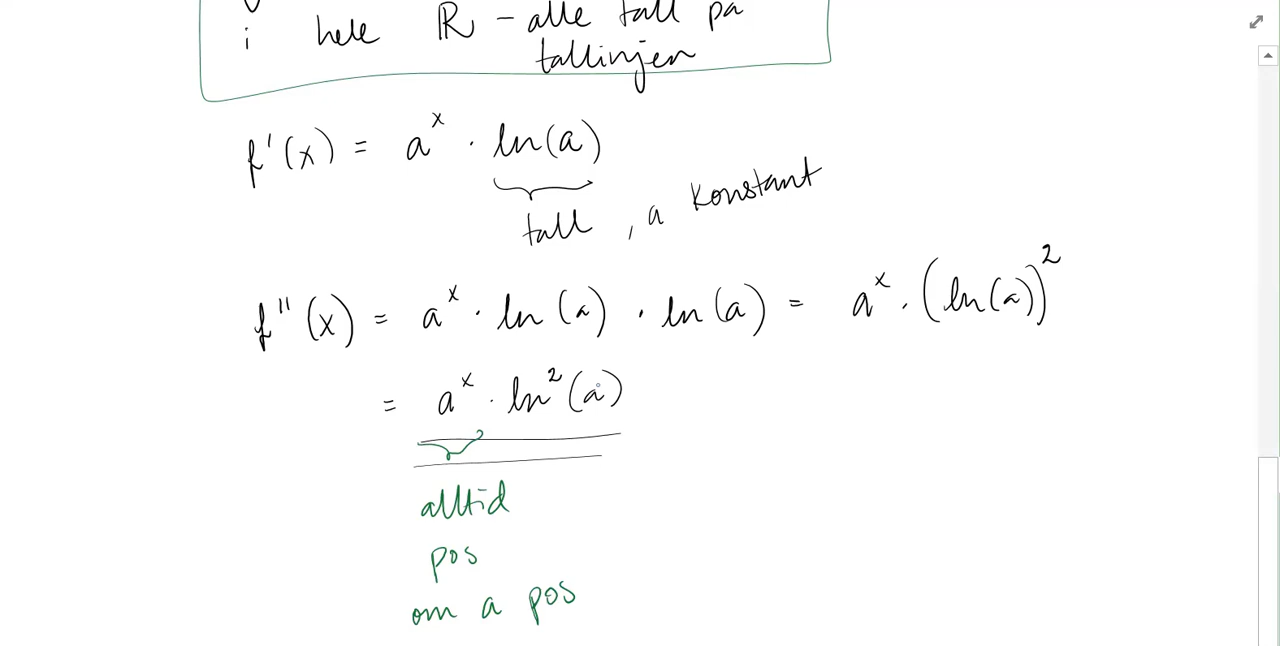 i hele ℝ - alle tall på
tallinjen
f'(x) = a^x · ln(a)
tall , a konstant
f''(x) = a^x · ln(a) · ln(a) = a^x · (ln(a))^2
= a^x · ln^2(a)
alltid
pos
om a pos